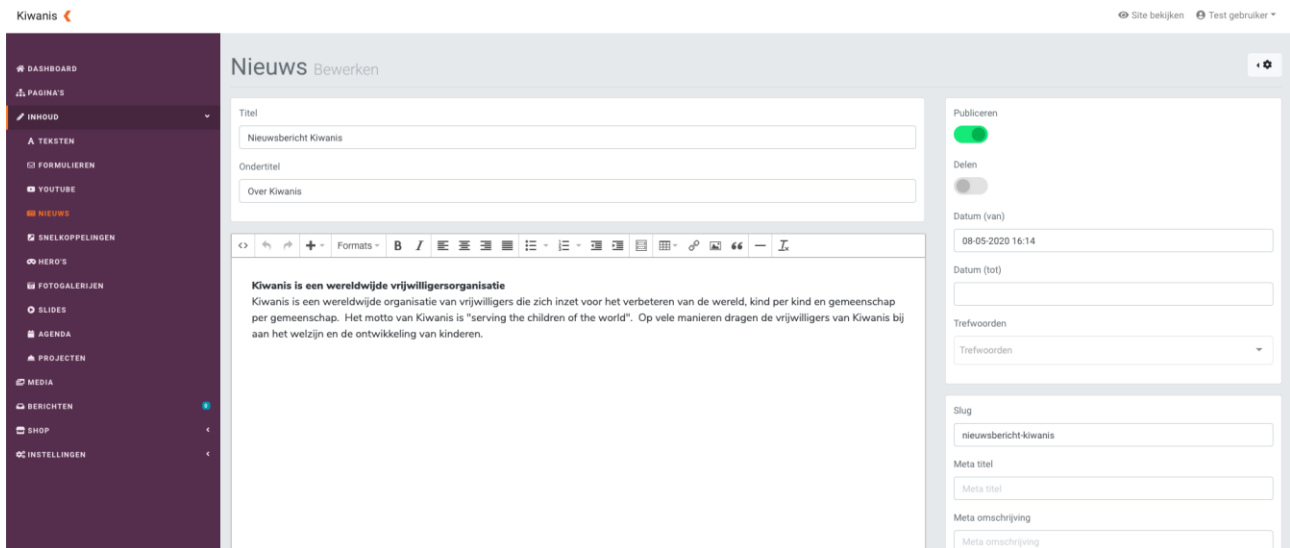 Kiwanis
Site bekijken
Test gebruiker
DASHBOARD
PAGINA'S
INHOUD
TEKSTEN
FORMULIEREN
YOUTUBE
NIEUWS
SNELKOPPELINGEN
HERO'S
FOTOGALERIJEN
SLIDES
AGENDA
PROJECTEN
MEDIA
BERICHTEN
0
SHOP
INSTELLINGEN
Nieuws Bewerken
Titel
Nieuwsbericht Kiwanis
Ondertitel
Over Kiwanis
Formats
Kiwanis is een wereldwijde vrijwilligersorganisatie
Kiwanis is een wereldwijde organisatie van vrijwilligers die zich inzet voor het verbeteren van de wereld, kind per kind en gemeenschap
per gemeenschap. Het motto van Kiwanis is "serving the children of the world". Op vele manieren dragen de vrijwilligers van Kiwanis bij
aan het welzijn en de ontwikkeling van kinderen.
Publiceren
Delen
Datum (van)
08-05-2020 16:14
Datum (tot)
Trefwoorden
Trefwoorden
Slug
nieuwsbericht-kiwanis
Meta titel
Meta titel
Meta omschrijving
Meta omschrijving